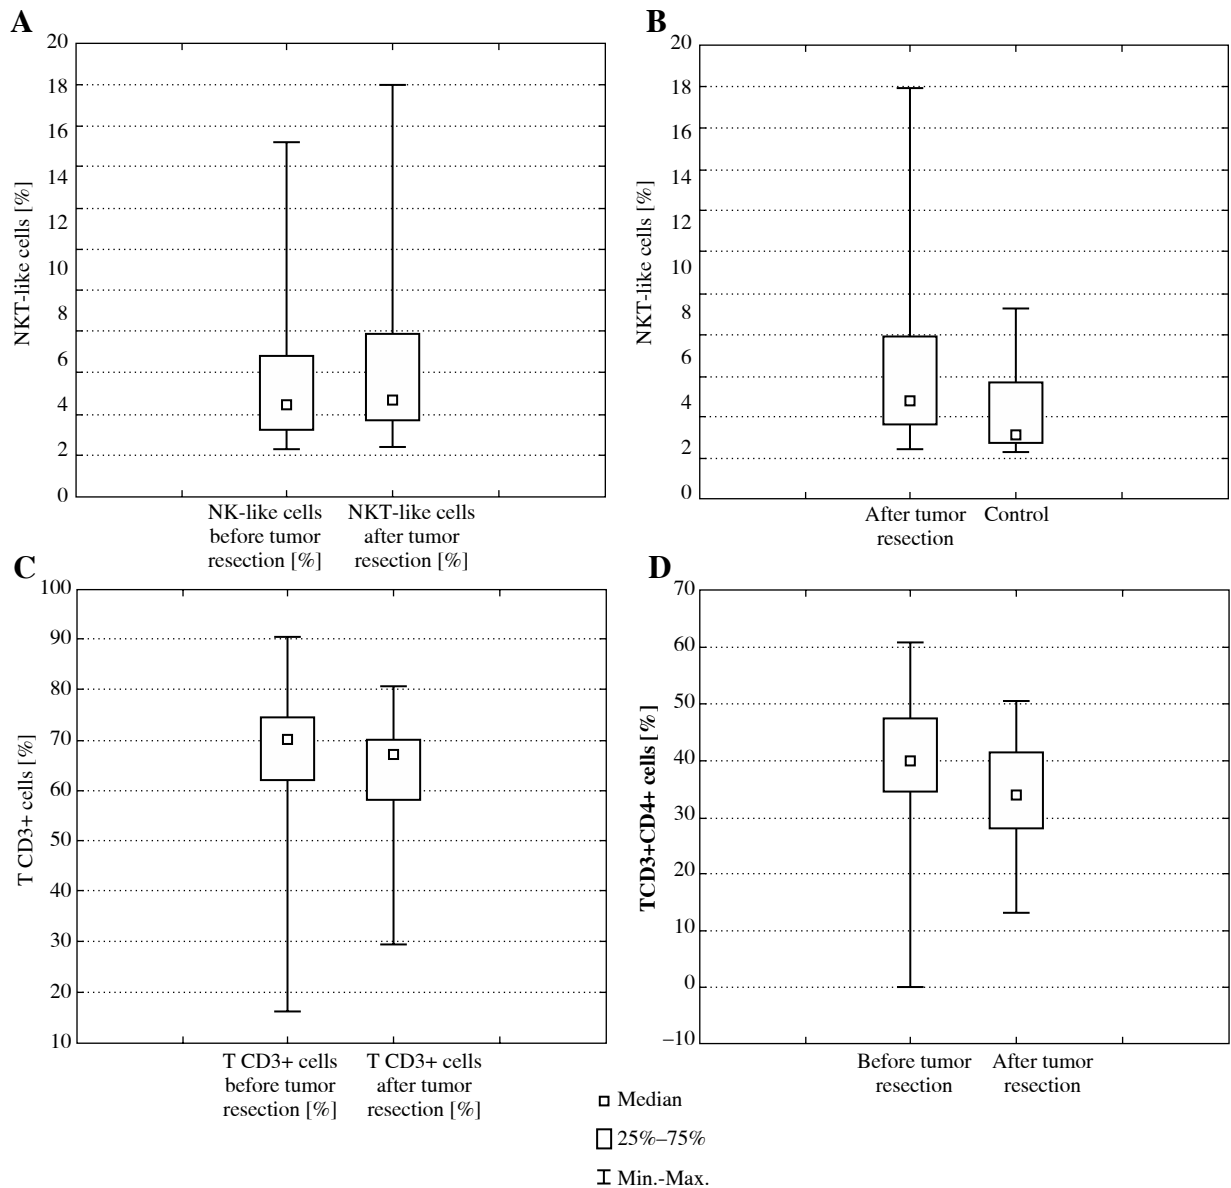 A
20
18
16
14
12
10
8
6
4
2
0
NKT-like cells [%]
NK-like cells
before tumor
resection [%]
NKT-like cells
after tumor
resection [%]
B
20
18
16
14
12
10
8
6
4
2
0
NKT-like cells [%]
After tumor
resection
Control
C
100
90
80
70
60
50
40
30
20
10
T CD3+ cells [%]
T CD3+ cells
before tumor
resection [%]
T CD3+ cells
after tumor
resection [%]
D
70
60
50
40
30
20
10
0
–10
TCD3+CD4+ cells [%]
Before tumor
resection
After tumor
resection
Median
25%–75%
Min.-Max.